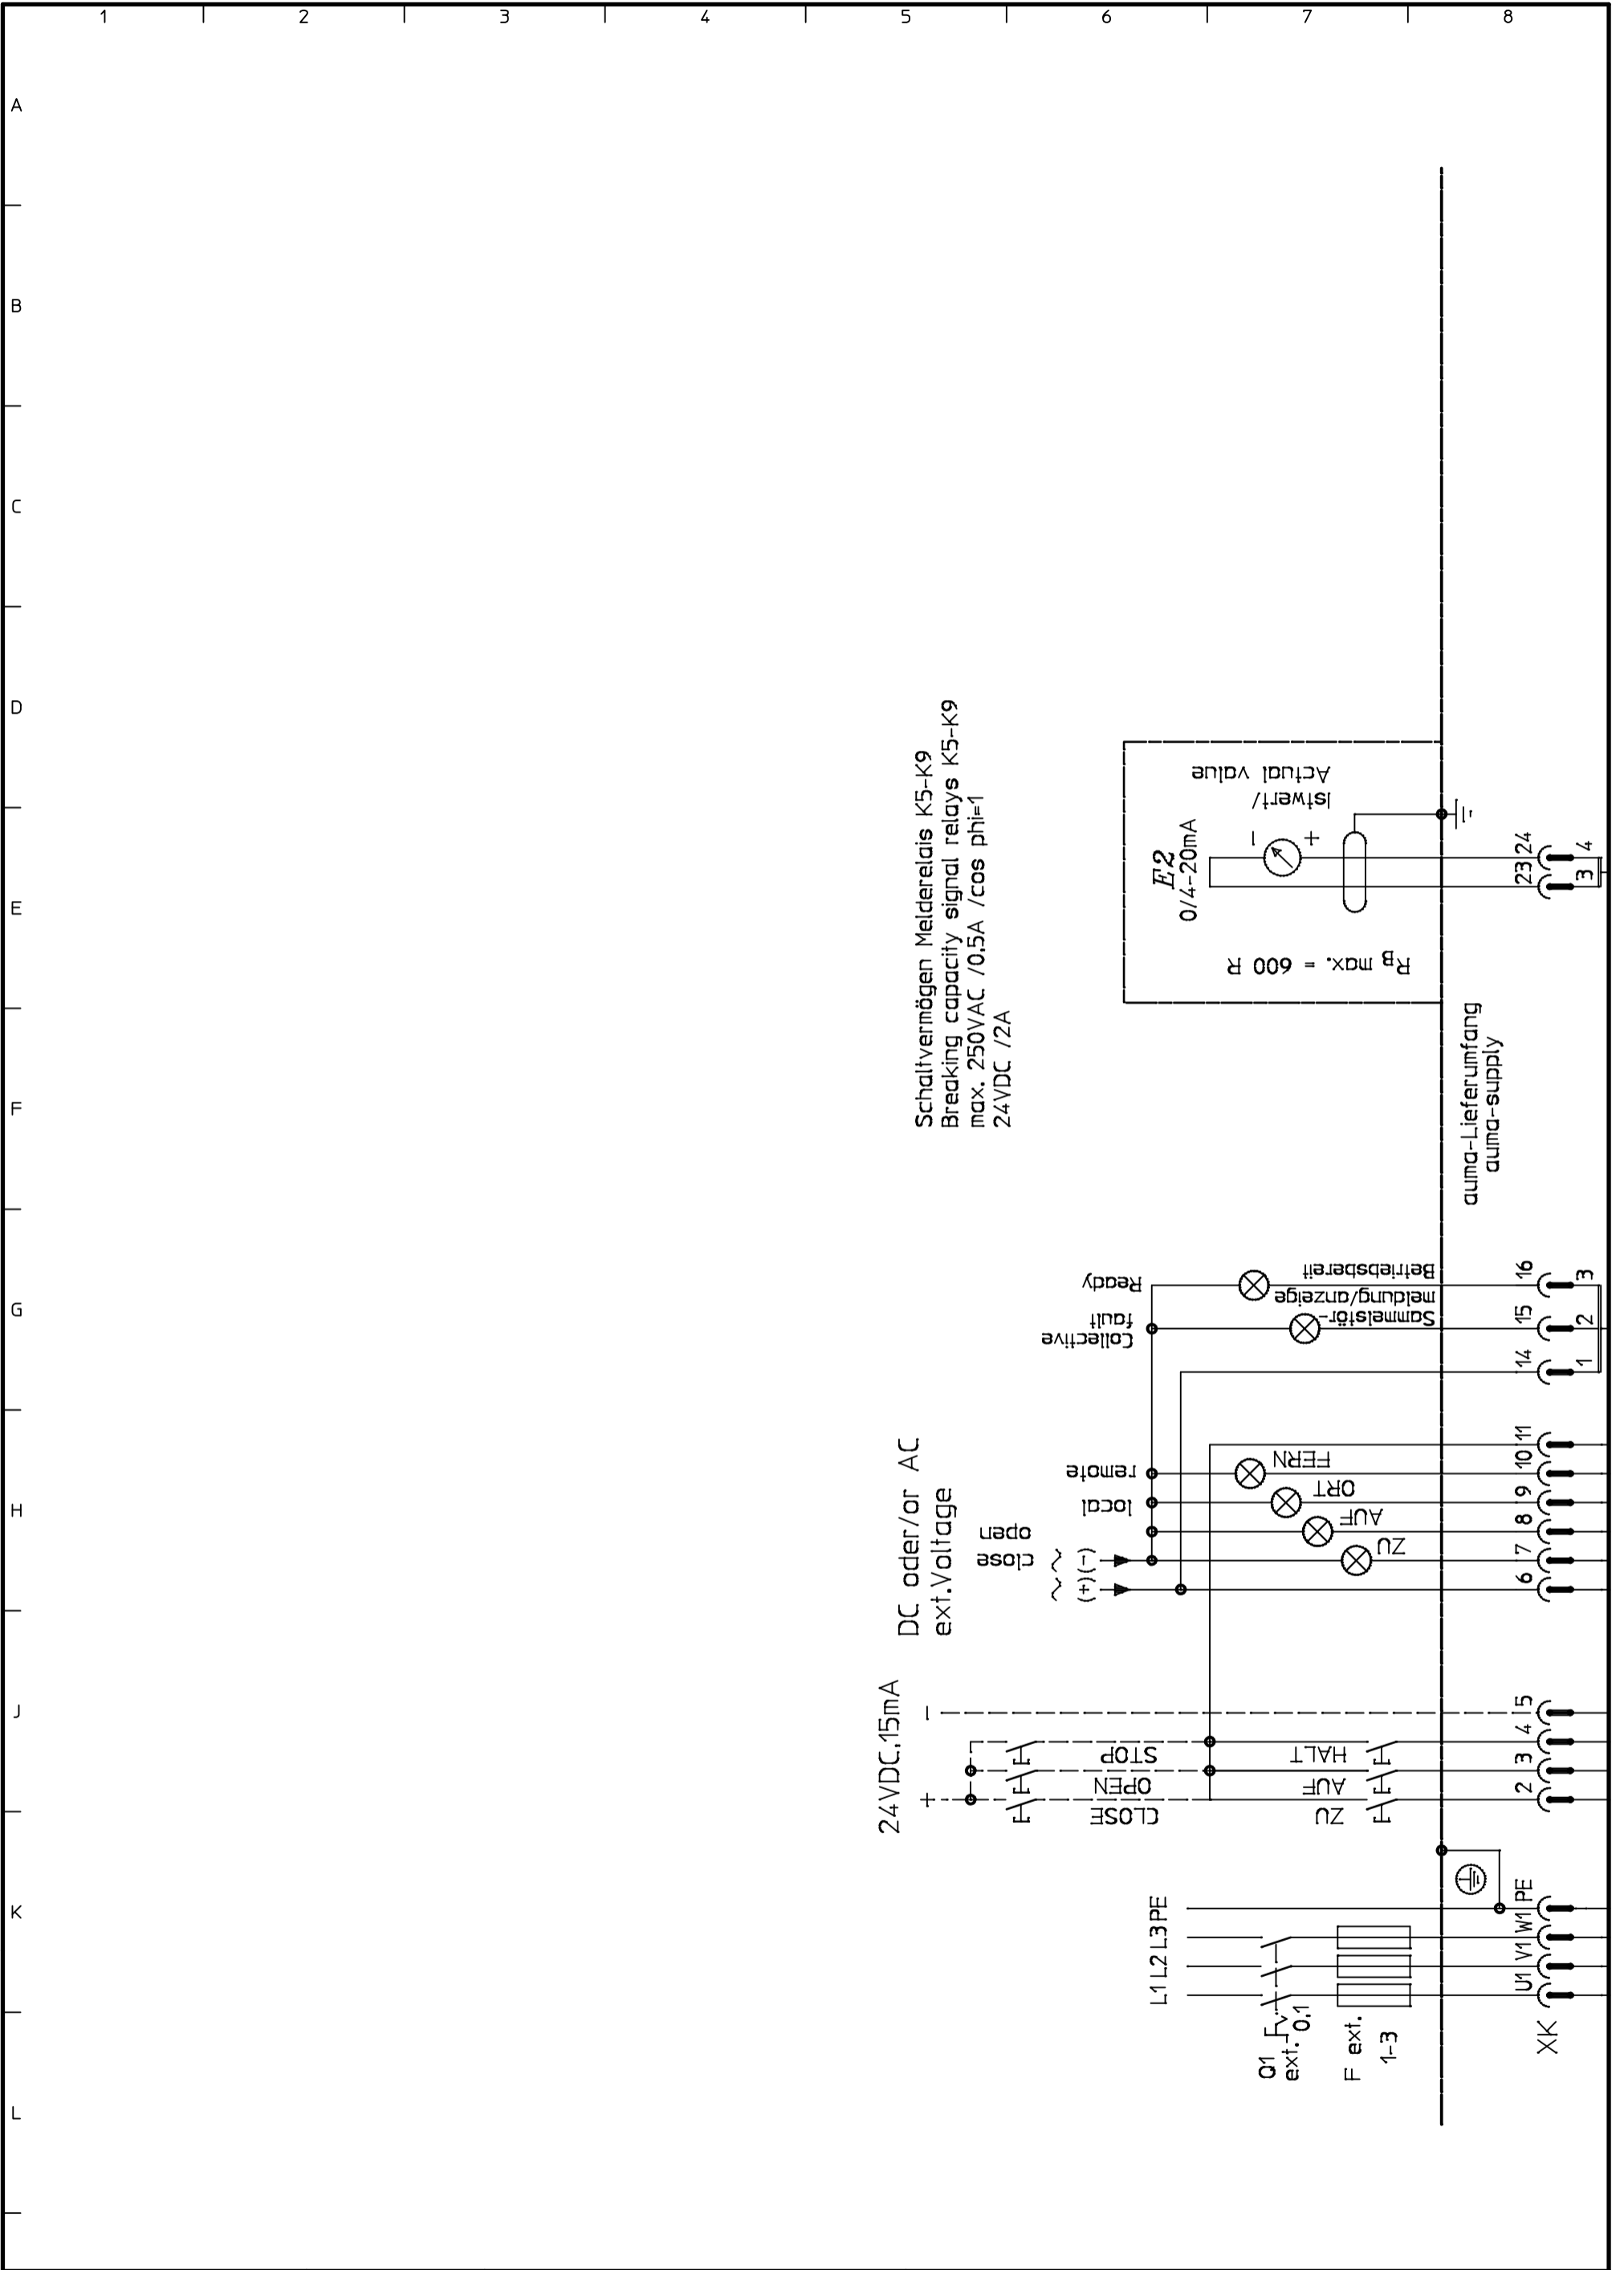 1
2
3
4
5
6
7
8
A
B
C
D
E
F
G
H
J
K
L
Schaltvermögen Melderelais K5-K9
Breaking capacity signal relays K5-K9
max. 250VAC /0,5A /cos phi=1
24VDC /2A
E2
0/4-20mA
Istwert/
Actual value
- +
RB max. = 600 R
23 24
3 4
auma-Lieferumfang
auma-supply
Ready
Collective
fault
Betriebsbereit
Sammelstör-
meldung/anzeige
14 15 16
1 2 3
DC oder/or AC
ext.Voltage
remote
local
open
close
~ ~
(+) (-)
FERN
ORT
AUF
ZU
6 7 8 9 10 11
24VDC,15mA
+ -
STOP
OPEN
CLOSE
HALT
AUF
ZU
2 3 4 5
L1 L2 L3 PE
Q1
ext.
0,1
F ext.
1-3
U1 V1 W1 PE
XK